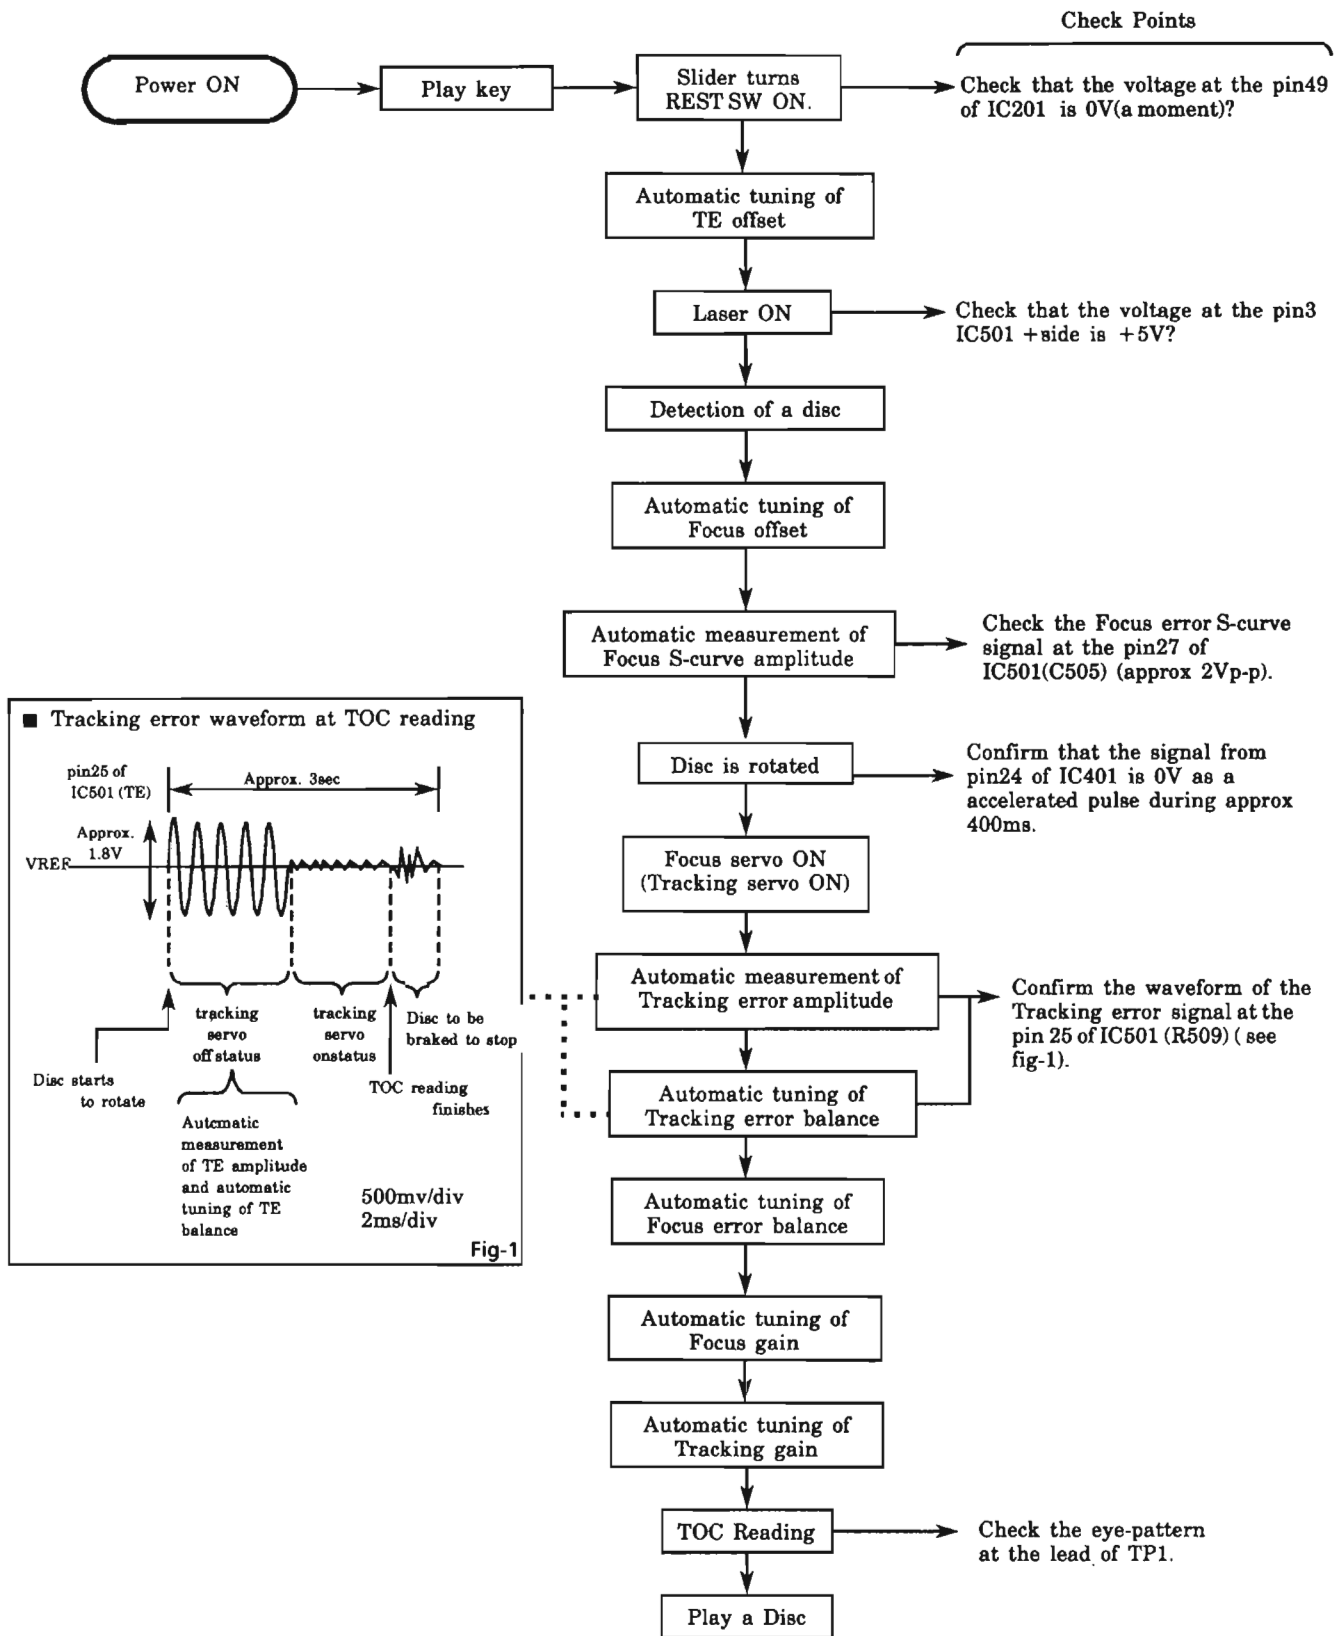 Check Points
Power ON
Play key
Slider turns
REST SW ON.
Check that the voltage at the pin49
of IC201 is 0V(a moment)?
Automatic tuning of
TE offset
Laser ON
Check that the voltage at the pin3
IC501 +side is +5V?
Detection of a disc
Automatic tuning of
Focus offset
Automatic measurement of
Focus S-curve amplitude
Check the Focus error S-curve
signal at the pin27 of
IC501(C505) (approx 2Vp-p).
Disc is rotated
Confirm that the signal from
pin24 of IC401 is 0V as a
accelerated pulse during approx
400ms.
Focus servo ON
(Tracking servo ON)
Automatic measurement of
Tracking error amplitude
Confirm the waveform of the
Tracking error signal at the
pin 25 of IC501 (R509) ( see
fig-1).
Automatic tuning of
Tracking error balance
Automatic tuning of
Focus error balance
Automatic tuning of
Focus gain
Automatic tuning of
Tracking gain
TOC Reading
Check the eye-pattern
at the lead of TP1.
Play a Disc
■ Tracking error waveform at TOC reading
pin25 of
IC501 (TE)
Approx. 3sec
Approx.
1.8V
VREF
tracking
servo
off status
tracking
servo
onstatus
Disc to be
braked to stop
Disc starts
to rotate
TOC reading
finishes
Automatic
measurement
of TE amplitude
and automatic
tuning of TE
balance
500mv/div
2ms/div
Fig-1